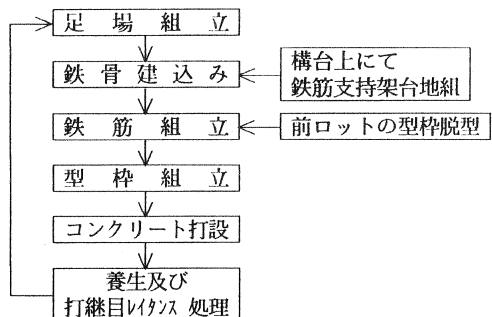 足場組立
鉄骨建込み
構台上にて
鉄筋支持架台地組
鉄筋組立
前ロットの型枠脱型
型枠組立
コンクリート打設
養生及び
打継目ﾚｲﾀﾝｽ 処理